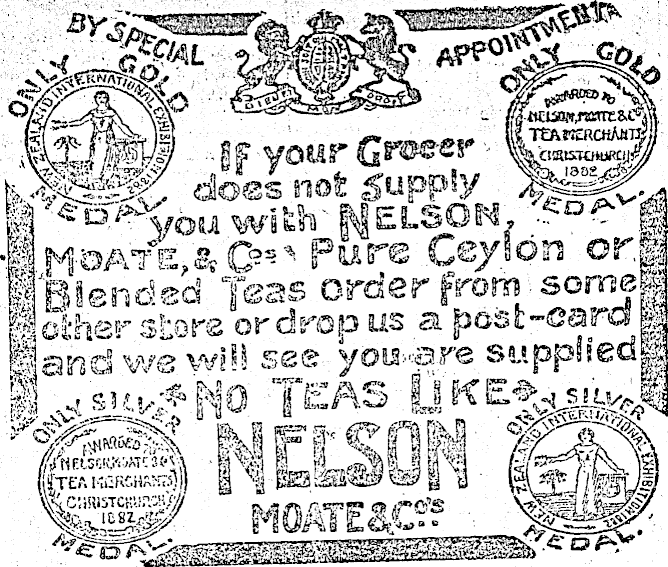 BY SPECIAL APPOINTMENT
ONLY GOLD MEDAL.
NEW ZEALAND INTERNATIONAL EXHIBITION 1882
ONLY GOLD MEDAL.
AWARDED TO
NELSON, MOATE & Co
TEA MERCHANTS
CHRISTCHURCH
1882
If your Grocer
does not supply
you with NELSON,
MOATE, & Cos Pure Ceylon or
Blended Teas order from some
other store or drop us a post-card
and we will see you are supplied
NO TEAS LIKE
NELSON
MOATE & Co's
ONLY SILVER MEDAL.
AWARDED
NELSON, MOATE & Co
TEA MERCHANTS
CHRISTCHURCH
1882
ONLY SILVER MEDAL.
NEW ZEALAND INTERNATIONAL EXHIBITION